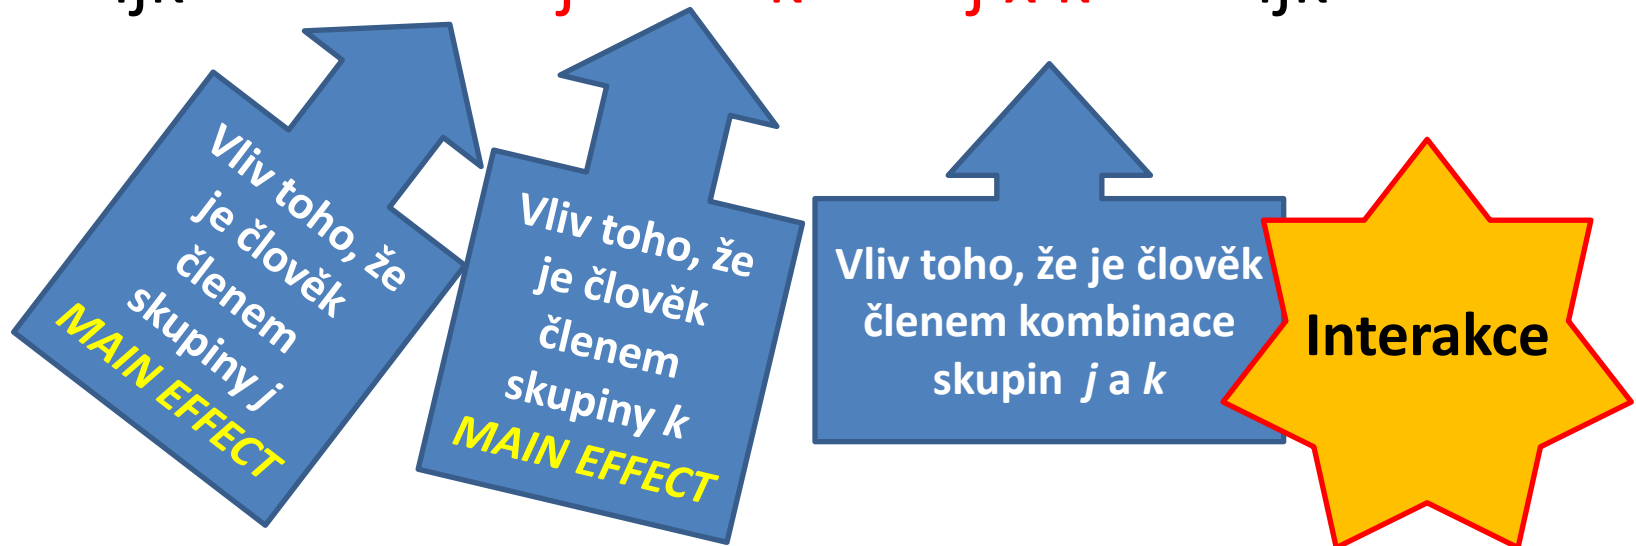 Vliv toho, že
je člověk
členem
skupiny j
MAIN EFFECT
Vliv toho, že
je člověk
členem
skupiny k
MAIN EFFECT
Vliv toho, že je člověk
členem kombinace
skupin j a k
Interakce